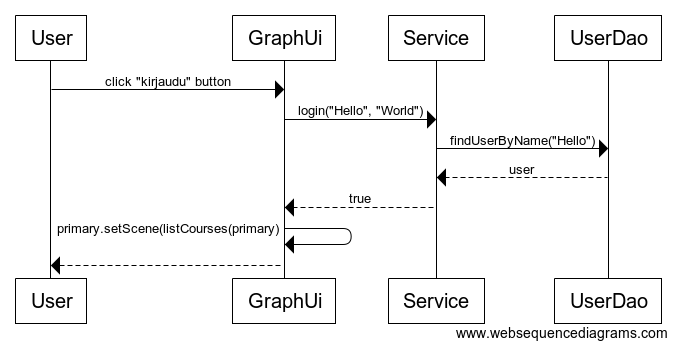 User GraphUi Service UserDao
click "kirjaudu" button
login("Hello", "World")
findUserByName("Hello")
user
true
primary.setScene(listCourses(primary)
User GraphUi Service UserDao
www.websequencediagrams.com